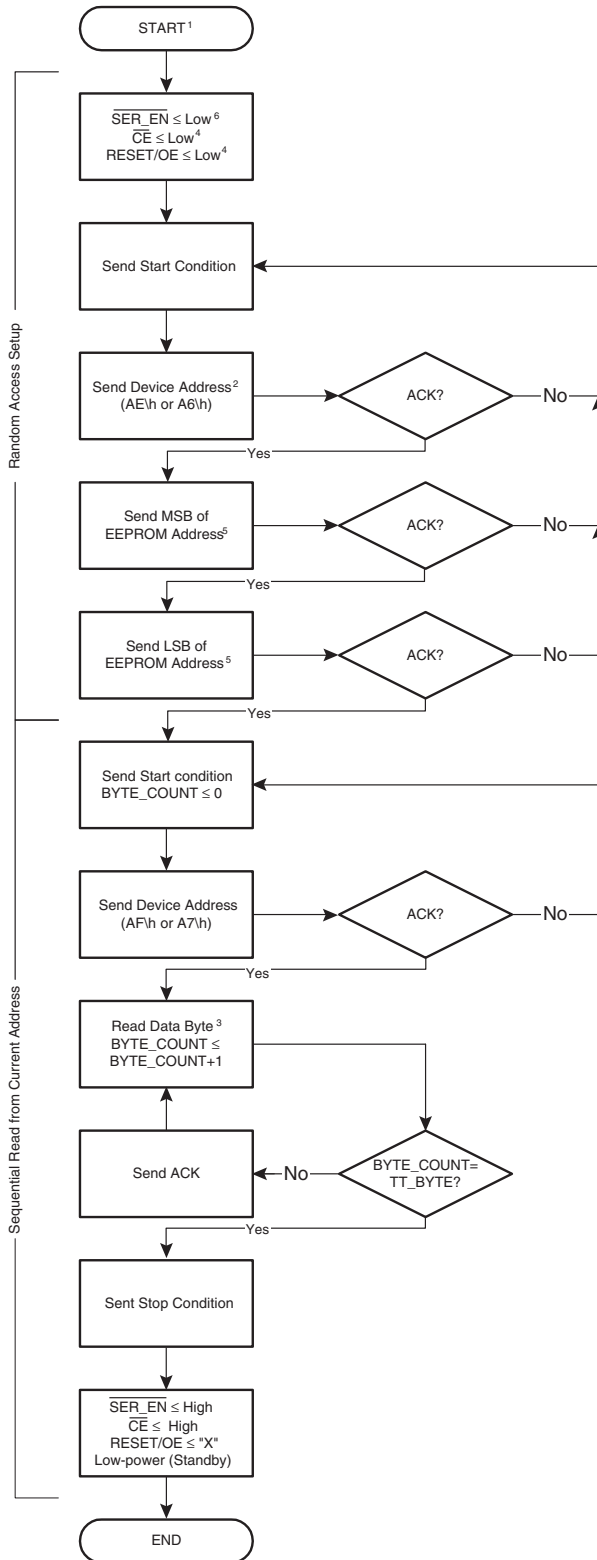 START 1
SER_EN ≤ Low 6
CE ≤ Low 4
RESET/OE ≤ Low 4
Send Start Condition
Random Access Setup
Send Device Address 2
(AE\h or A6\h)
ACK?
No
Yes
Send MSB of
EEPROM Address 5
ACK?
No
Yes
Send LSB of
EEPROM Address 5
ACK?
No
Yes
Send Start condition
BYTE_COUNT ≤ 0
Sequential Read from Current Address
Send Device Address
(AF\h or A7\h)
ACK?
No
Yes
Read Data Byte 3
BYTE_COUNT ≤
BYTE_COUNT+1
BYTE_COUNT=
TT_BYTE?
No
Send ACK
Yes
Sent Stop Condition
SER_EN ≤ High
CE ≤ High
RESET/OE ≤ "X"
Low-power (Standby)
END